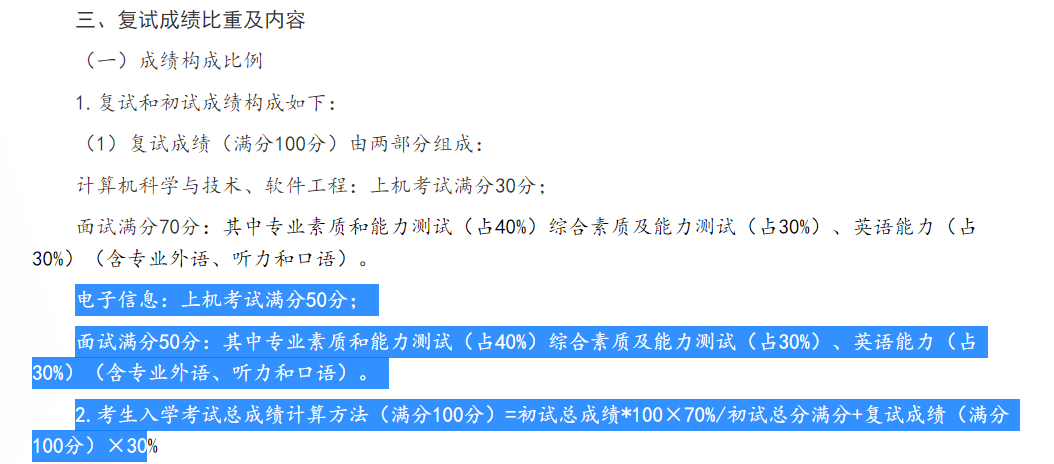 三、复试成绩比重及内容
（一）成绩构成比例
1.复试和初试成绩构成如下：
（1）复试成绩（满分100分）由两部分组成：
计算机科学与技术、软件工程：上机考试满分30分；
面试满分70分：其中专业素质和能力测试（占40%）综合素质及能力测试（占30%）、英语能力（占
30%）（含专业外语、听力和口语）。
电子信息：上机考试满分50分；
面试满分50分：其中专业素质和能力测试（占40%）综合素质及能力测试（占30%）、英语能力（占
30%）（含专业外语、听力和口语）。
2.考生入学考试总成绩计算方法（满分100分）=初试总成绩*100×70%/初试总分满分+复试成绩（满分
100分）×30%